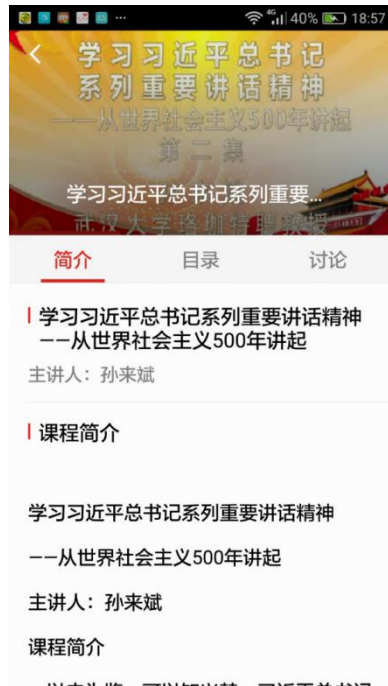 40% 18:57
学习习近平总书记
系列重要讲话精神
——从世界社会主义500年讲起
第二集
学习习近平总书记系列重要...
武汉大学珞珈特聘教授
简介 目录 讨论
学习习近平总书记系列重要讲话精神
——从世界社会主义500年讲起
主讲人：孙来斌
课程简介
学习习近平总书记系列重要讲话精神
——从世界社会主义500年讲起
主讲人：孙来斌
课程简介